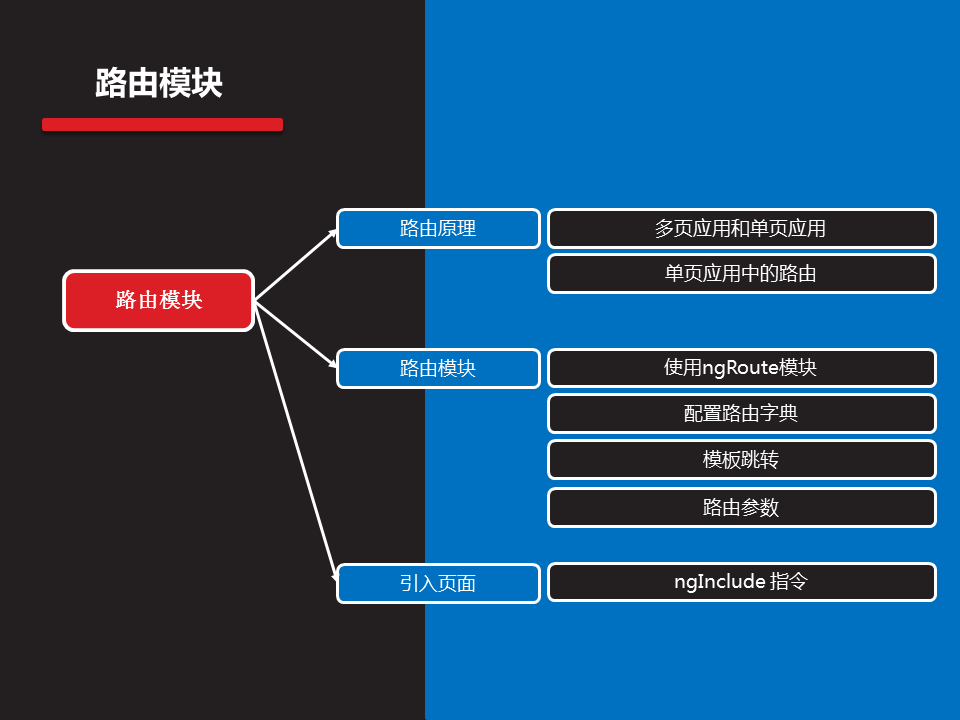 路由模块
路由模块
路由原理
多页应用和单页应用
单页应用中的路由
路由模块
使用ngRoute模块
配置路由字典
模板跳转
路由参数
引入页面
ngInclude 指令